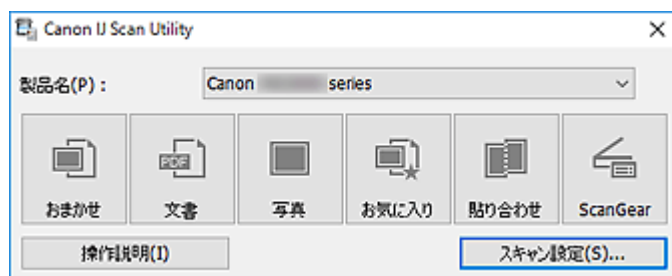 Canon IJ Scan Utility
製品名(P) : Canon series
PDF
おまかせ 文書 写真 お気に入り 貼り合わせ ScanGear
操作説明(I) スキャン設定(S)...